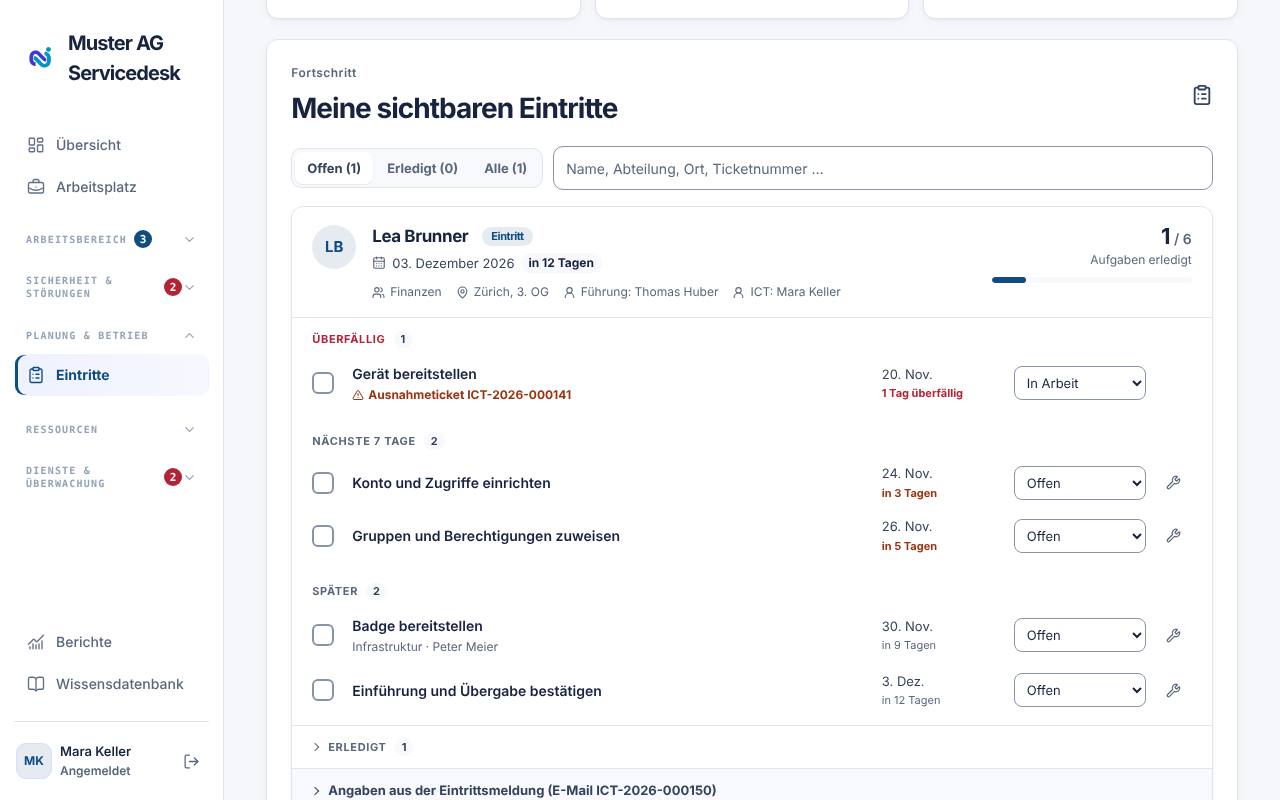 Muster AG
Servicedesk
Übersicht
Arbeitsplatz
ARBEITSBEREICH 3
SICHERHEIT &
STÖRUNGEN 2
PLANUNG & BETRIEB
Eintritte
RESSOURCEN
DIENSTE &
ÜBERWACHUNG 2
Berichte
Wissensdatenbank
MK
Mara Keller
Angemeldet
Fortschritt
Meine sichtbaren Eintritte
Offen (1) Erledigt (0) Alle (1) Name, Abteilung, Ort, Ticketnummer ...
LB
Lea Brunner Eintritt
03. Dezember 2026 in 12 Tagen
Finanzen Zürich, 3. OG Führung: Thomas Huber ICT: Mara Keller
1 / 6
Aufgaben erledigt
ÜBERFÄLLIG 1
Gerät bereitstellen
Ausnahmeticket ICT-2026-000141
20. Nov.
1 Tag überfällig
In Arbeit
NÄCHSTE 7 TAGE 2
Konto und Zugriffe einrichten
24. Nov.
in 3 Tagen
Offen
Gruppen und Berechtigungen zuweisen
26. Nov.
in 5 Tagen
Offen
SPÄTER 2
Badge bereitstellen
Infrastruktur · Peter Meier
30. Nov.
in 9 Tagen
Offen
Einführung und Übergabe bestätigen
3. Dez.
in 12 Tagen
Offen
ERLEDIGT 1
Angaben aus der Eintrittsmeldung (E-Mail ICT-2026-000150)